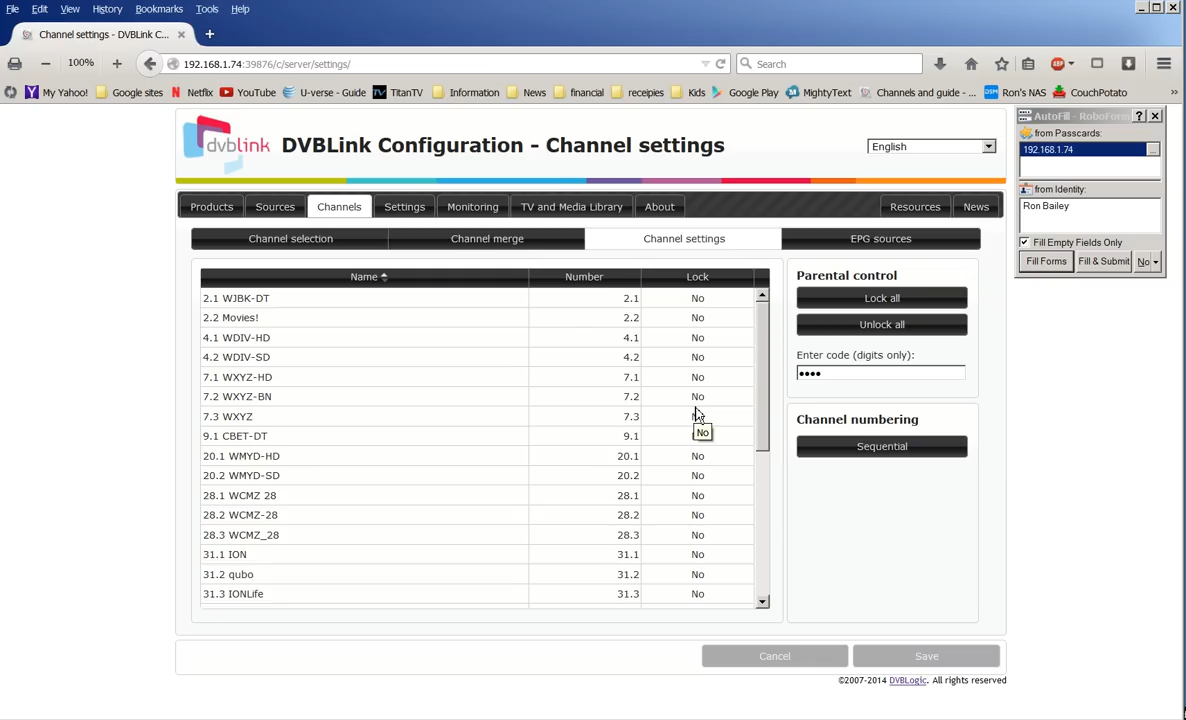 File Edit View History Bookmarks Tools Help
Channel settings - DVBLink C...
100% 192.168.1.74:39876/c/server/settings/ Search
My Yahoo! Google sites Netflix YouTube U-verse - Guide TitanTV Information News financial receipies Kids Google Play MightyText Channels and guide - ... Ron's NAS CouchPotato »
dvblink DVBLink Configuration - Channel settings English
Products Sources Channels Settings Monitoring TV and Media Library About Resources News
Channel selection Channel merge Channel settings EPG sources
Name Number Lock
2.1 WJBK-DT 2.1 No
2.2 Movies! 2.2 No
4.1 WDIV-HD 4.1 No
4.2 WDIV-SD 4.2 No
7.1 WXYZ-HD 7.1 No
7.2 WXYZ-BN 7.2 No
7.3 WXYZ 7.3
No
9.1 CBET-DT 9.1
20.1 WMYD-HD 20.1 No
20.2 WMYD-SD 20.2 No
28.1 WCMZ 28 28.1 No
28.2 WCMZ-28 28.2 No
28.3 WCMZ_28 28.3 No
31.1 ION 31.1 No
31.2 qubo 31.2 No
31.3 IONLife 31.3 No
Parental control
Lock all
Unlock all
Enter code (digits only):
••••
Channel numbering
Sequential
Cancel Save
©2007-2014 DVBLogic. All rights reserved
AutoFill - RoboForm ?
from Passcards:
192.168.1.74 ...
from Identity:
Ron Bailey
Fill Empty Fields Only
Fill Forms Fill & Submit No